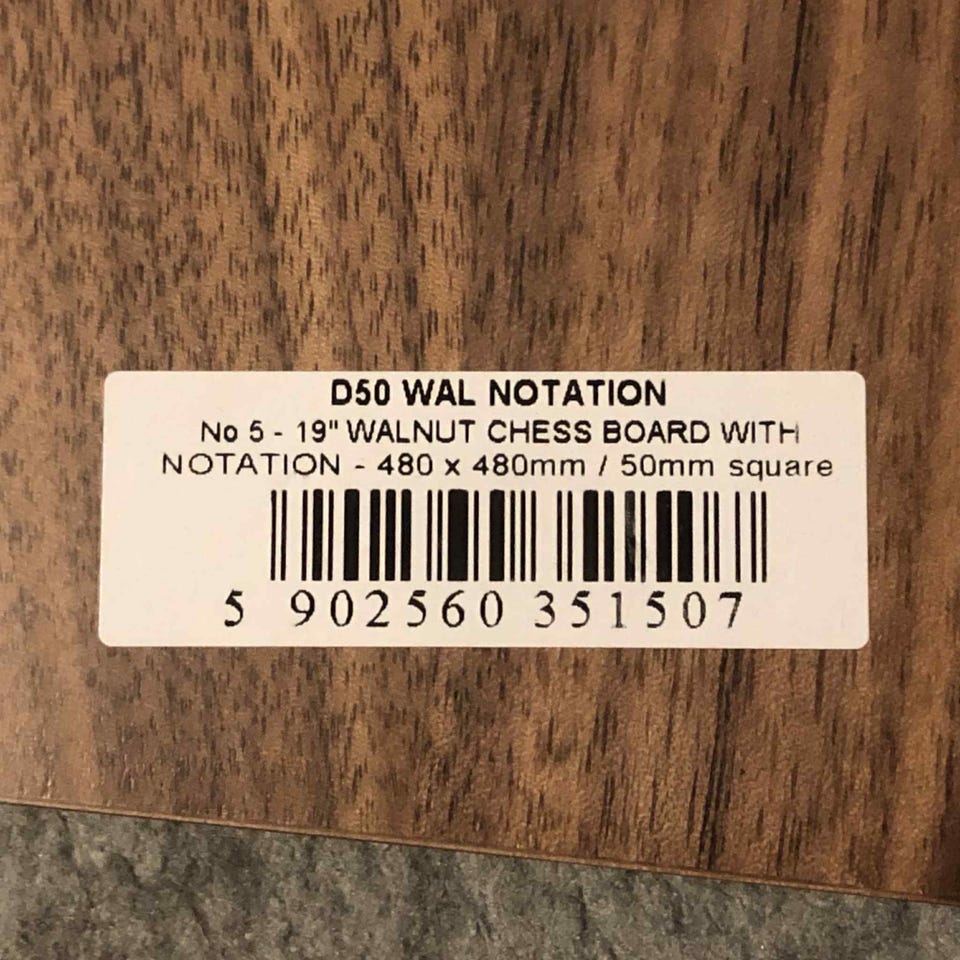 D50 WAL NOTATION
No 5 - 19" WALNUT CHESS BOARD WITH
NOTATION - 480 x 480mm / 50mm square
5 902560 351507